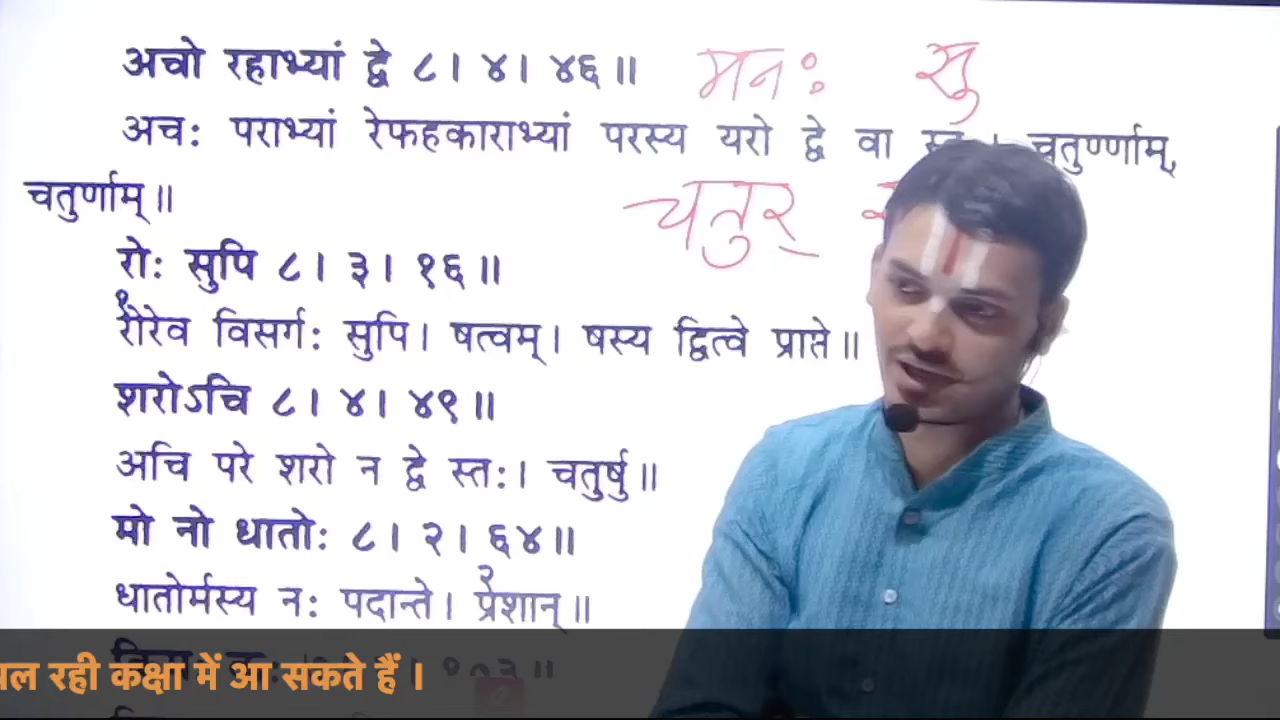 अचो रहाभ्यां द्वे ८। ४। ४६॥ मनः सु
अचः पराभ्यां रेफहकाराभ्यां परस्य यरो द्वे वा चतुर्ण्णाम्,
चतुर्णाम्॥ चतुर्
रोः सुपि ८। ३। १६॥
१
रोरेव विसर्गः सुपि। षत्वम्। षस्य द्वित्वे प्राप्ते॥
शरोऽचि ८। ४। ४९॥
अचि परे शरो न द्वे स्तः। चतुर्षु॥
मो नो धातोः ८। २। ६४॥
२
धातोर्मस्य नः पदान्ते। प्रेशान्॥
रही कक्षा में आ सकते हैं ।